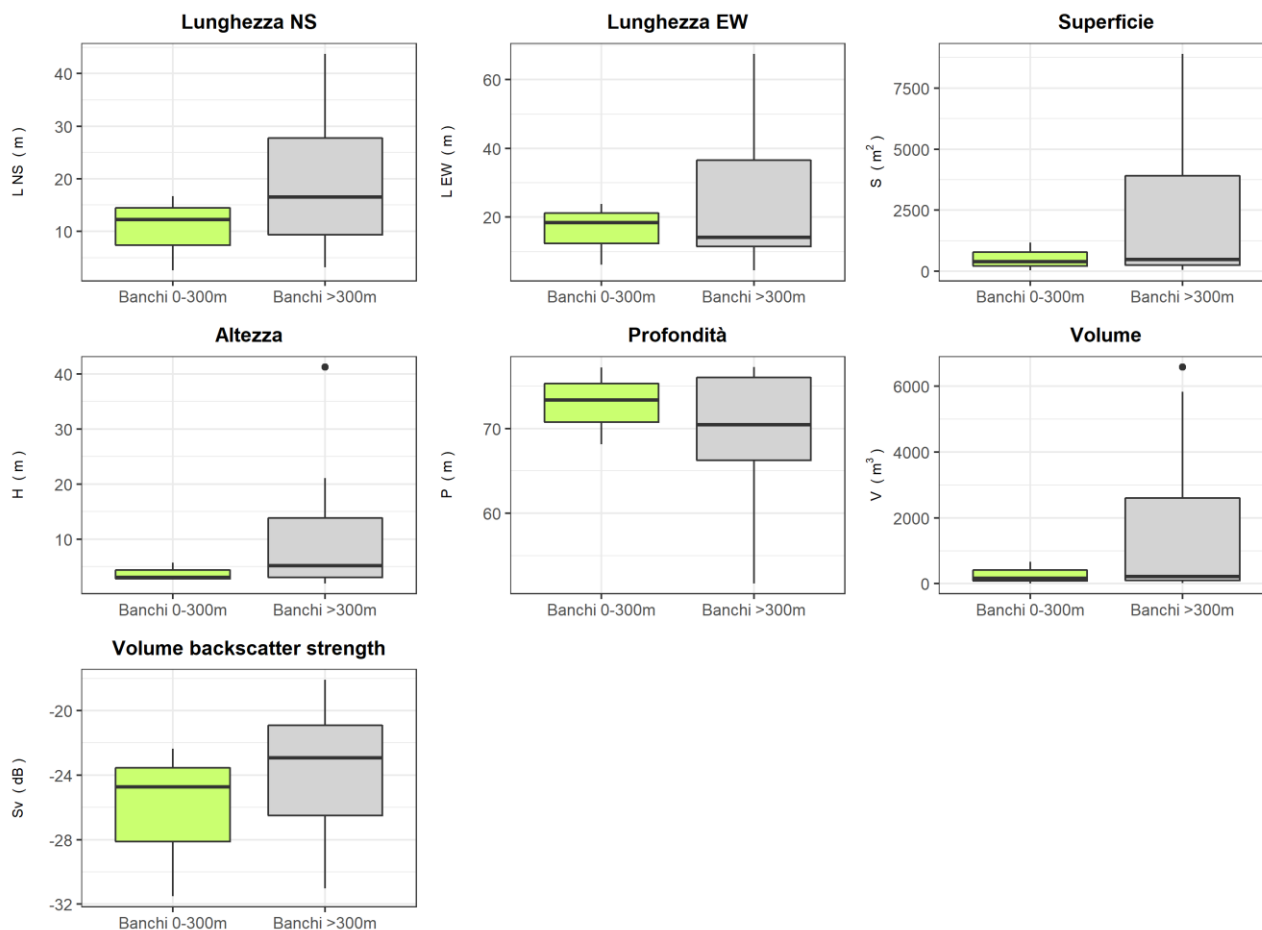 Lunghezza NS
L NS ( m )
40
30
20
10
Banchi 0-300m
Banchi >300m
Lunghezza EW
L EW ( m )
60
40
20
Banchi 0-300m
Banchi >300m
Superficie
S ( m² )
7500
5000
2500
0
Banchi 0-300m
Banchi >300m
Altezza
H ( m )
40
30
20
10
Banchi 0-300m
Banchi >300m
Profondità
P ( m )
70
60
Banchi 0-300m
Banchi >300m
Volume
V ( m³ )
6000
4000
2000
0
Banchi 0-300m
Banchi >300m
Volume backscatter strength
Sv ( dB )
-20
-24
-28
-32
Banchi 0-300m
Banchi >300m